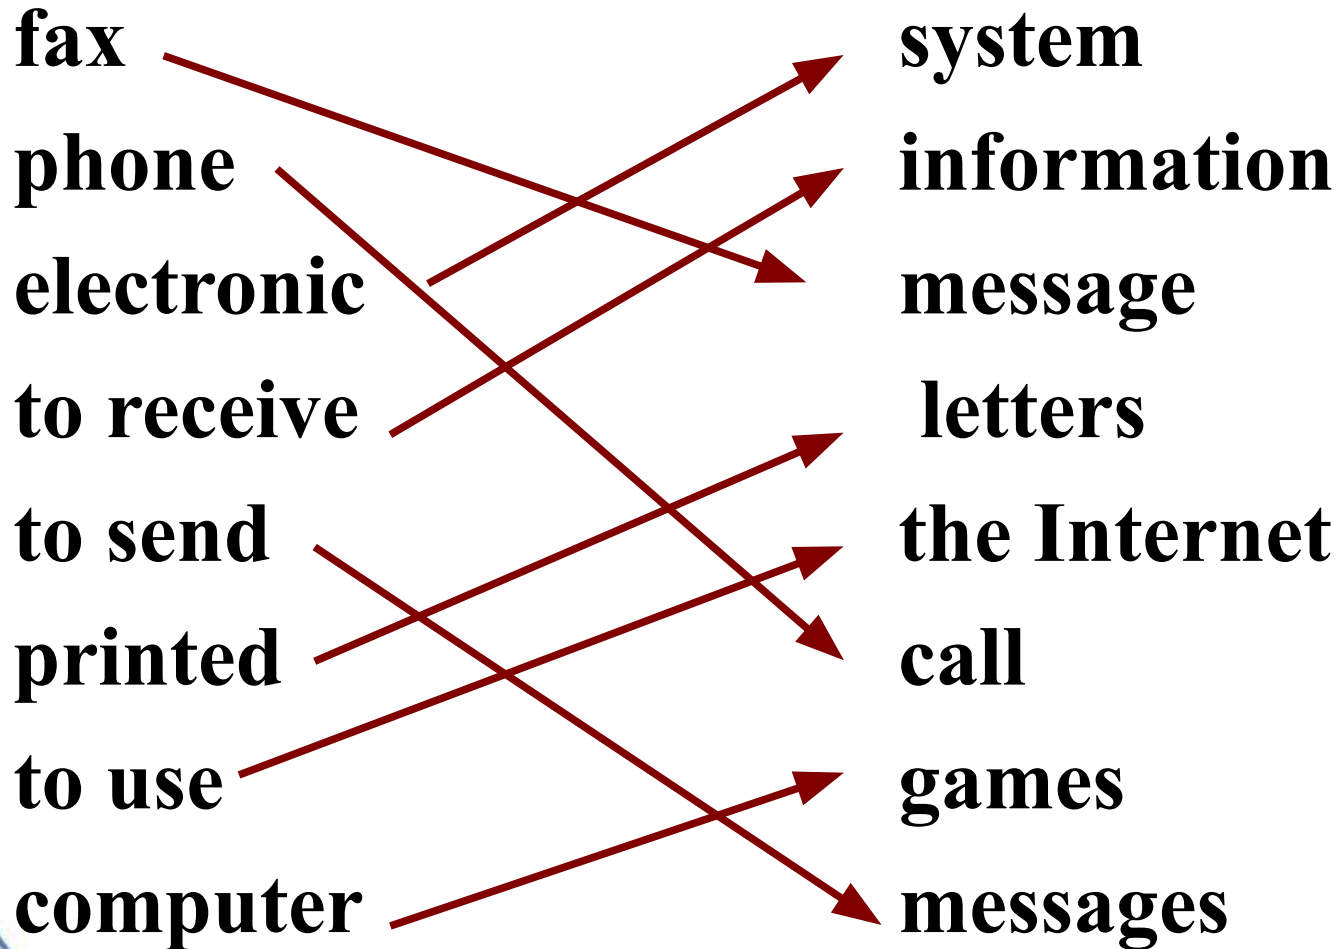 fax system
phone information
electronic message
to receive letters
to send the Internet
printed call
to use games
computer messages